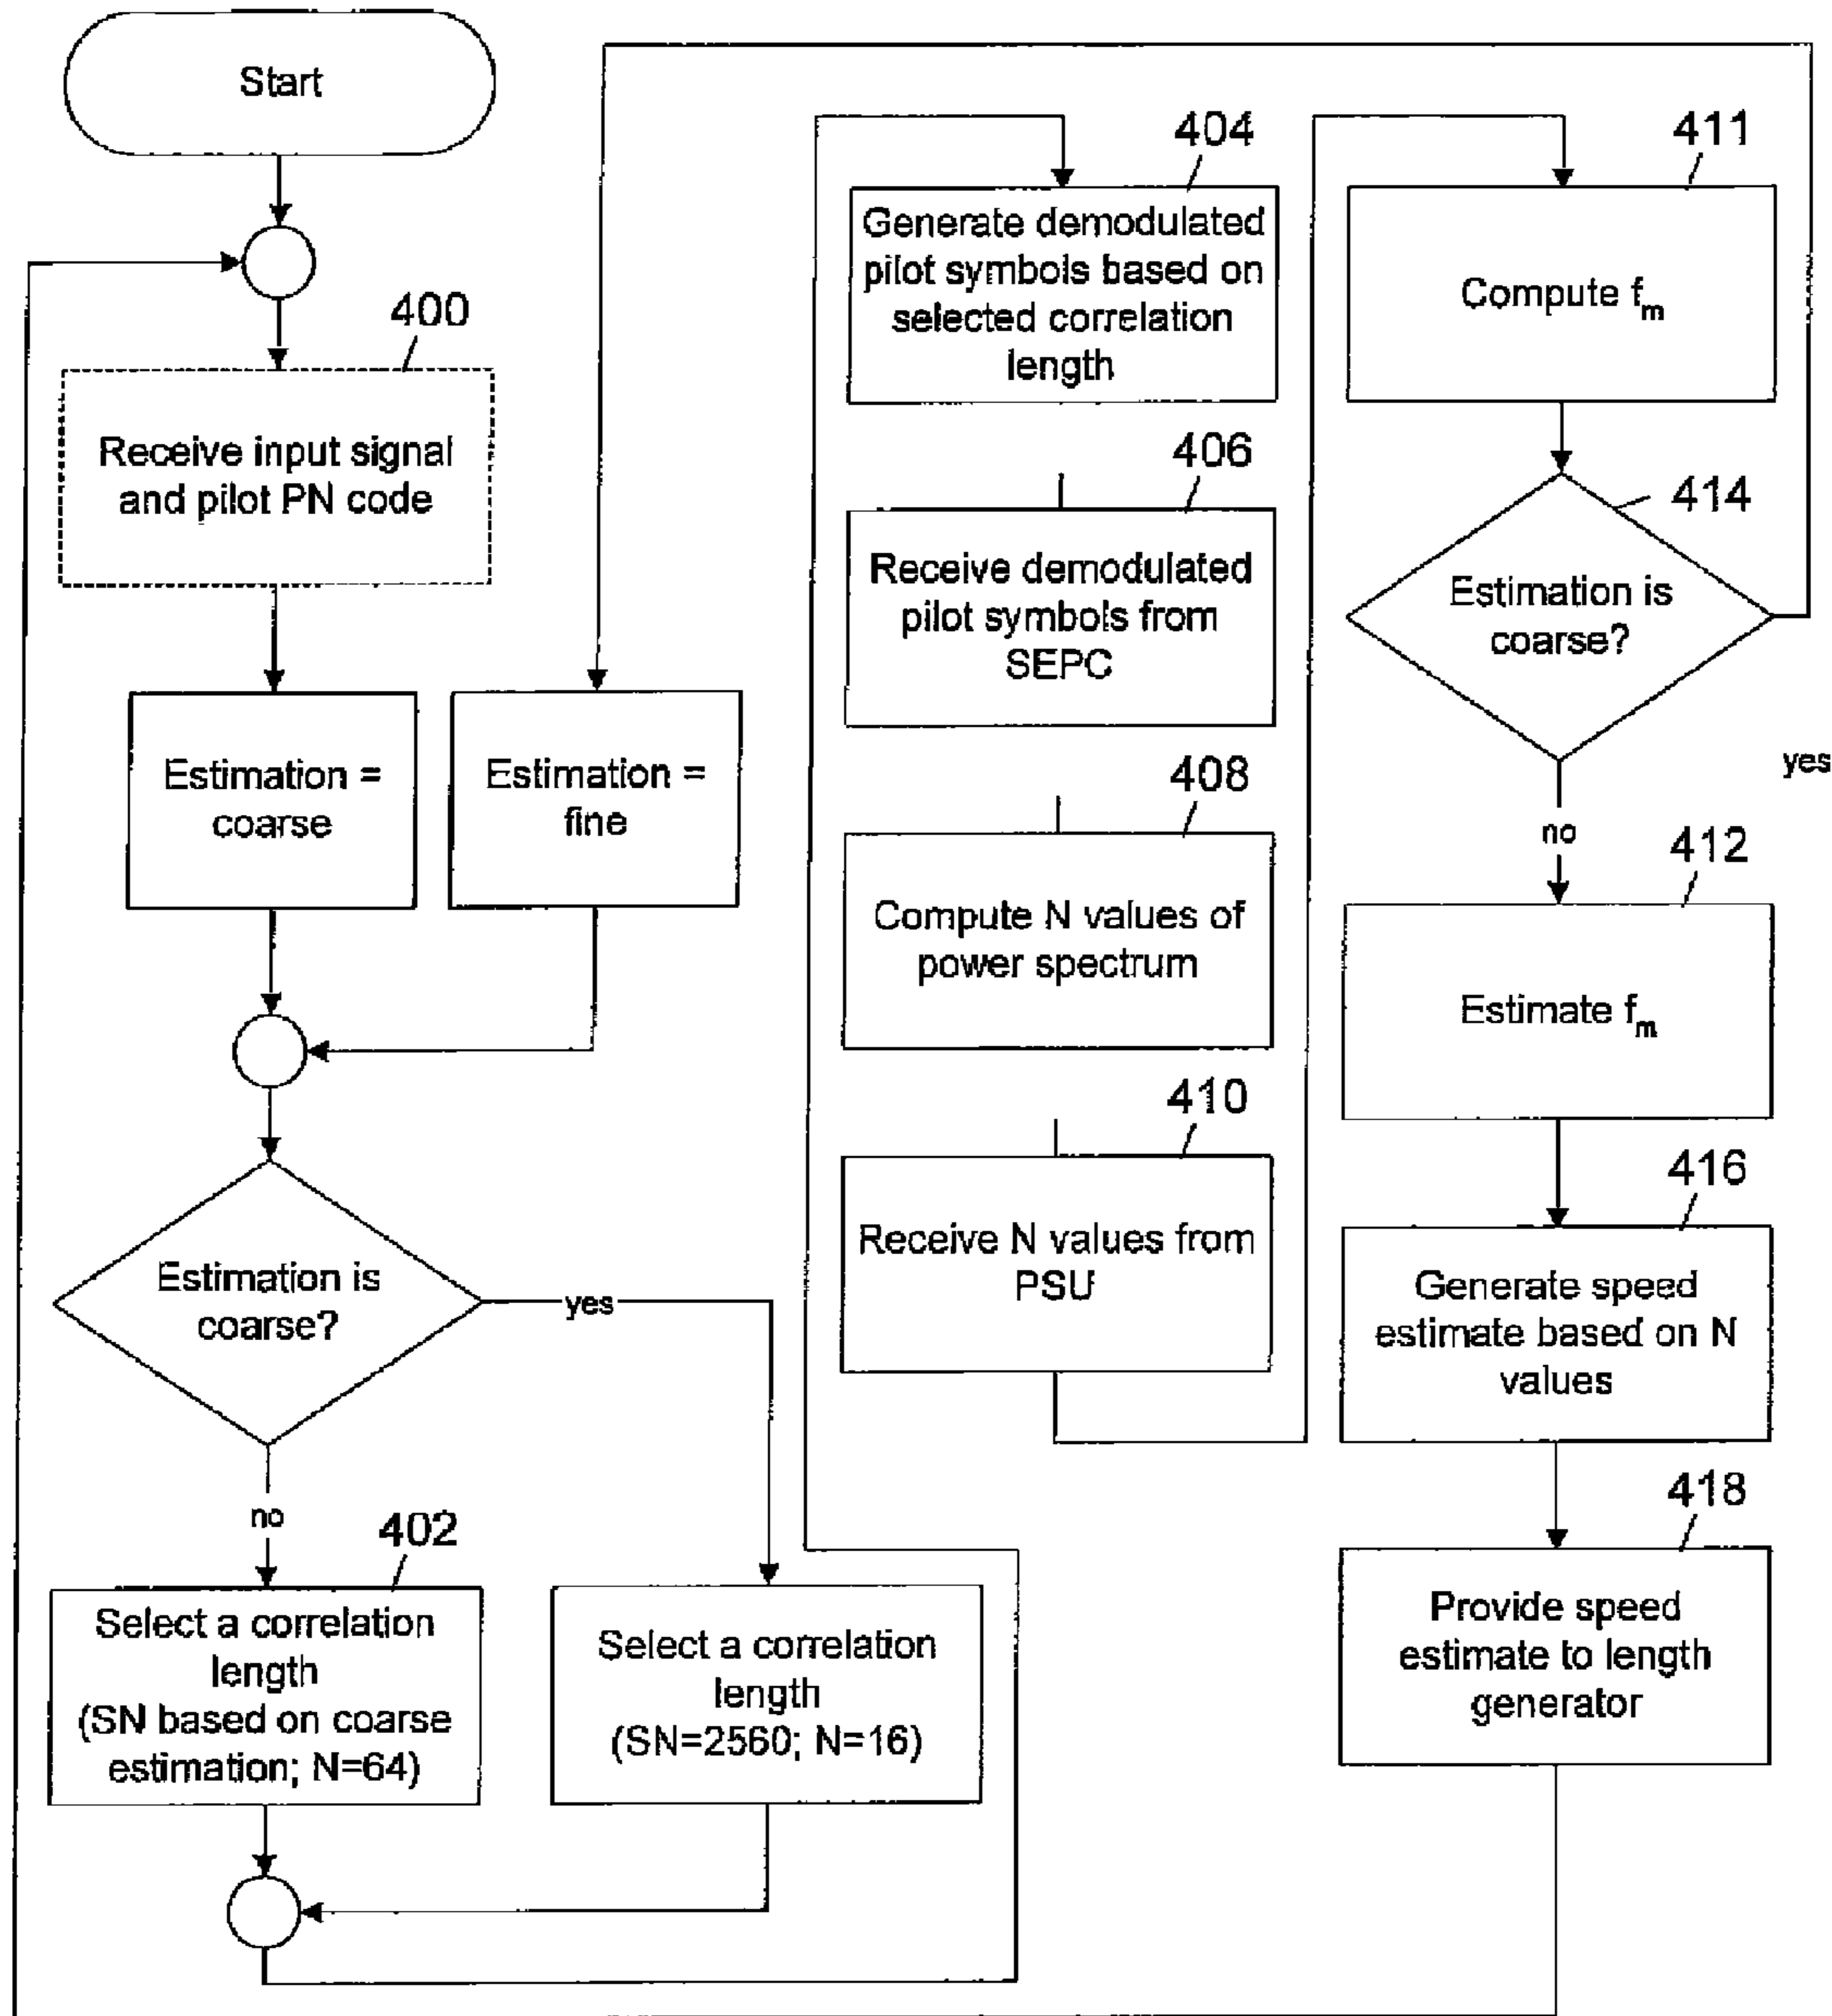 Start
400
Receive input signal
and pilot PN code
Estimation =
coarse
Estimation =
fine
Estimation is
coarse?
yes
no
402
Select a correlation
length
(SN based on coarse
estimation; N=64)
Select a correlation
length
(SN=2560; N=16)
404
Generate demodulated
pilot symbols based on
selected correlation
length
406
Receive demodulated
pilot symbols from
SEPC
408
Compute N values of
power spectrum
410
Receive N values from
PSU
411
Compute fm
414
Estimation is
coarse?
yes
no
412
Estimate fm
416
Generate speed
estimate based on N
values
418
Provide speed
estimate to length
generator